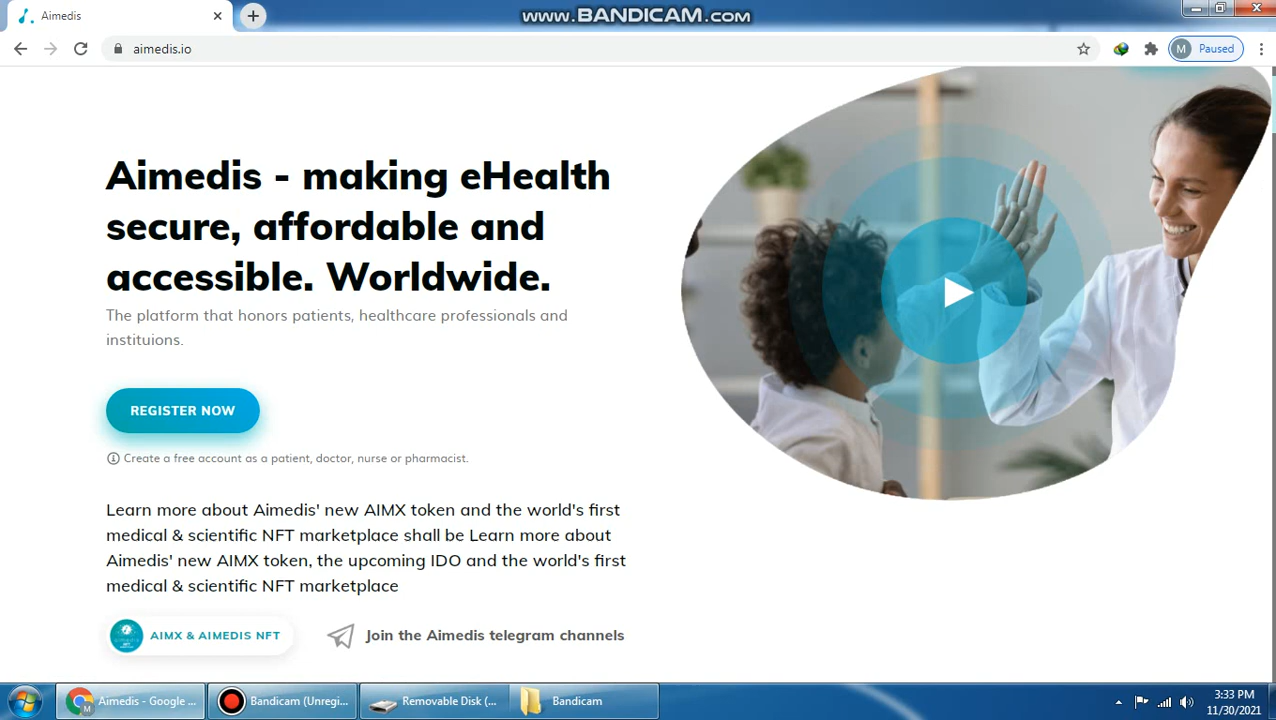 Aimedis
www.BANDICAM.com
aimedis.io
M
Paused
Aimedis - making eHealth
secure, affordable and
accessible. Worldwide.
The platform that honors patients, healthcare professionals and
instituions.
REGISTER NOW
Create a free account as a patient, doctor, nurse or pharmacist.
Learn more about Aimedis' new AIMX token and the world's first
medical & scientific NFT marketplace shall be Learn more about
Aimedis' new AIMX token, the upcoming IDO and the world's first
medical & scientific NFT marketplace
AIMX & AIMEDIS NFT
Join the Aimedis telegram channels
M
Aimedis - Google ...
Bandicam (Unregi...
Removable Disk (...
Bandicam
3:33 PM
11/30/2021